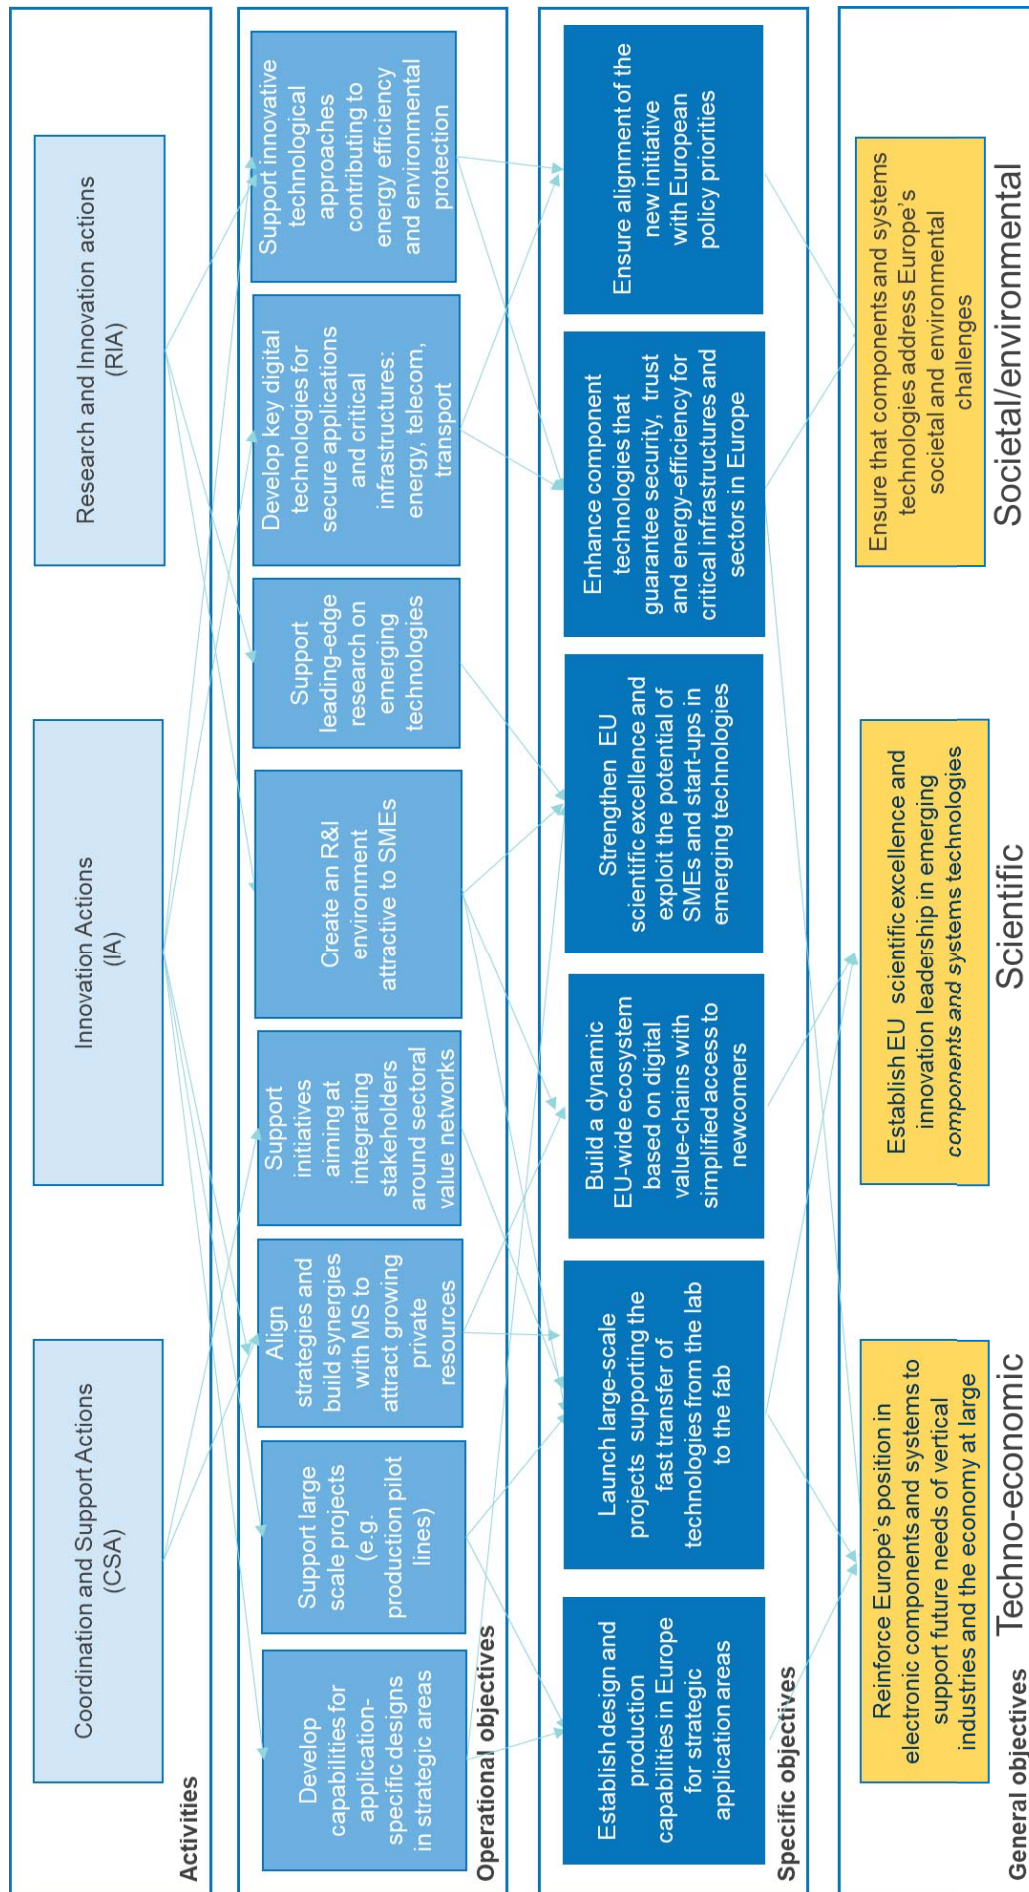 Coordination and Support Actions
(CSA)
Innovation Actions
(IA)
Research and Innovation actions
(RIA)
Activities
Develop
capabilities for
application-
specific designs
in strategic areas
Support large
scale projects
(e.g.
production pilot
lines)
Align
strategies and
build synergies
with MS to
attract growing
private
resources
Support
initiatives
aiming at
integrating
stakeholders
around sectoral
value networks
Create an R&I
environment
attractive to SMEs
Support
leading-edge
research on
emerging
technologies
Develop key digital
technologies for
secure applications
and critical
infrastructures:
energy, telecom,
transport
Support innovative
technological
approaches
contributing to
energy efficiency
and environmental
protection
Operational objectives
Establish design and
production
capabilities in Europe
for strategic
application areas
Launch large-scale
projects supporting the
fast transfer of
technologies from the lab
to the fab
Build a dynamic
EU-wide ecosystem
based on digital
value-chains with
simplified access to
newcomers
Strengthen EU
scientific excellence and
exploit the potential of
SMEs and start-ups in
emerging technologies
Enhance component
technologies that
guarantee security, trust
and energy-efficiency for
critical infrastructures and
sectors in Europe
Ensure alignment of the
new initiative
with European
policy priorities
Specific objectives
Reinforce Europe's position in
electronic components and systems to
support future needs of vertical
industries and the economy at large
Establish EU scientific excellence and
innovation leadership in emerging
components and systems technologies
Ensure that components and systems
technologies address Europe's
societal and environmental
challenges
General objectives
Techno-economic
Scientific
Societal/environmental